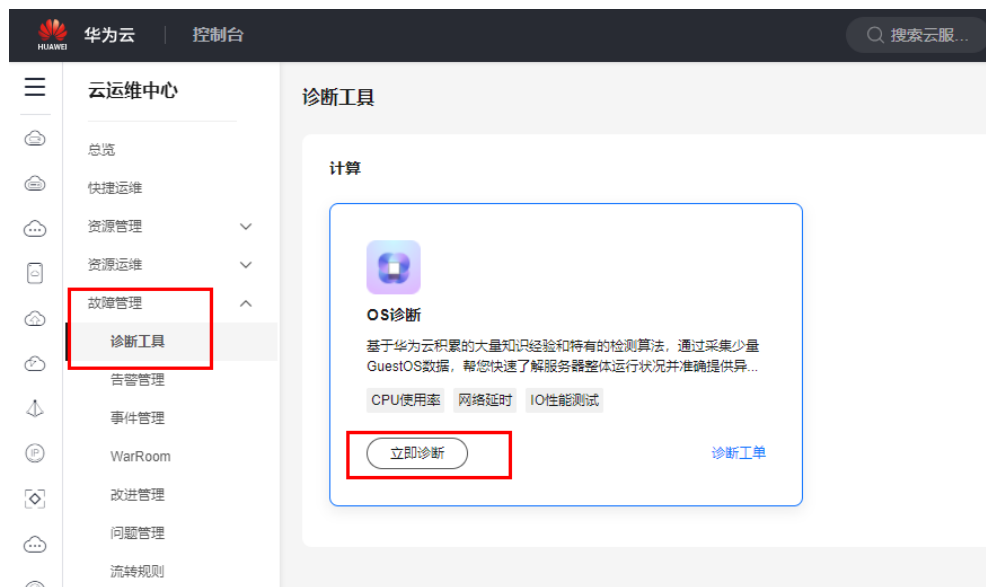 HUAWEI
华为云
控制台
搜索云服...
云运维中心
总览
快捷运维
资源管理
资源运维
故障管理
诊断工具
告警管理
事件管理
WarRoom
改进管理
问题管理
流转规则
诊断工具
计算
OS诊断
基于华为云积累的大量知识经验和特有的检测算法，通过采集少量
GuestOS数据，帮您快速了解服务器整体运行状况并准确提供异...
CPU使用率 网络延时 IO性能测试
立即诊断
诊断工单
IP